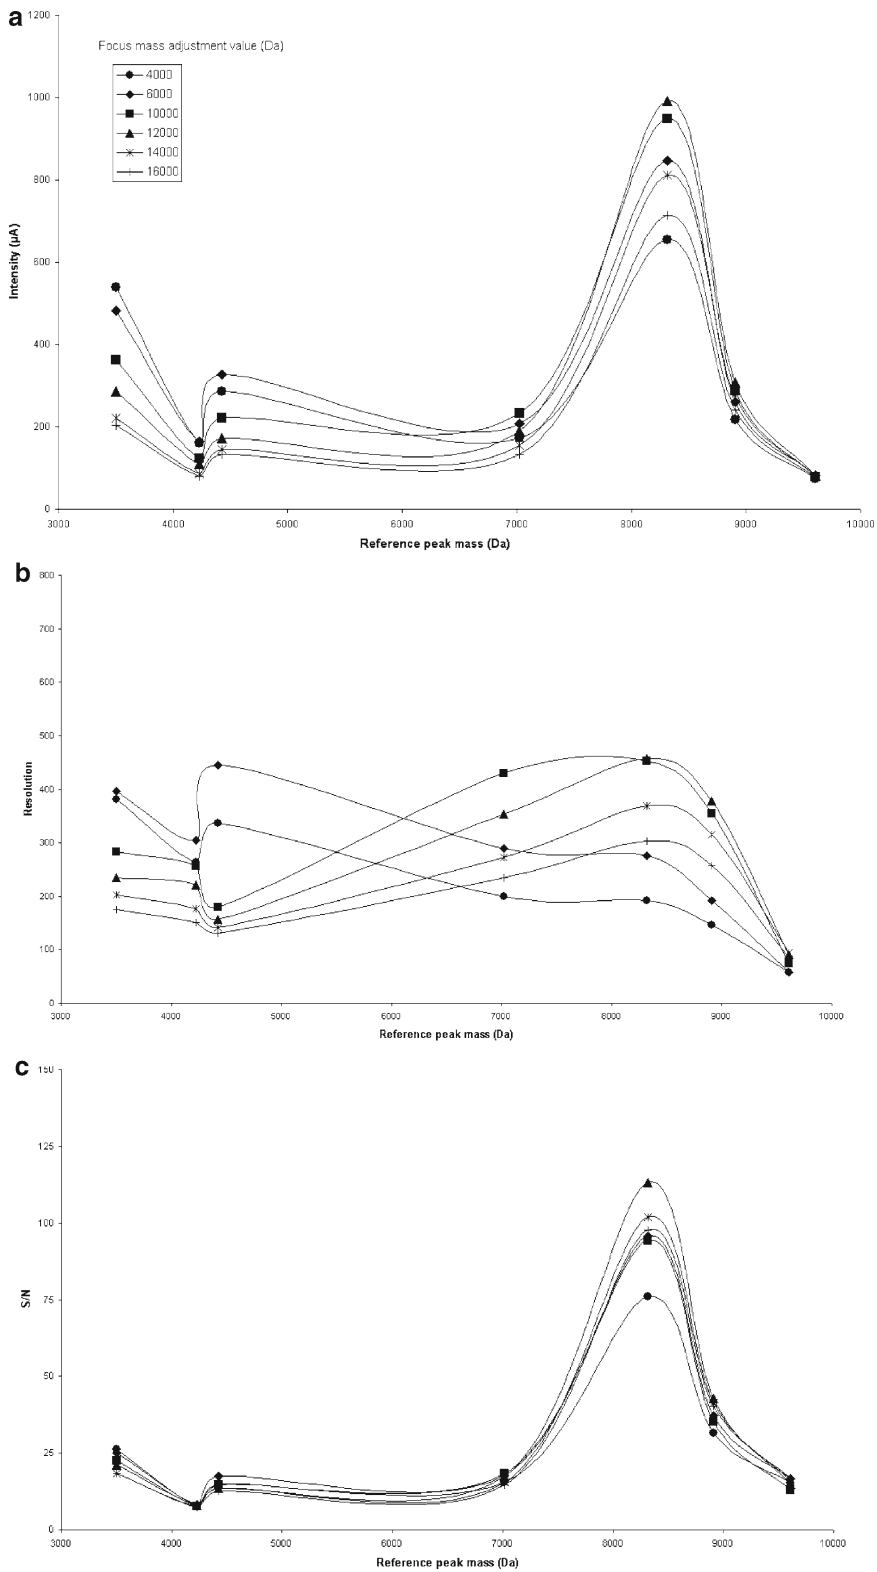 a
1200
Focus mass adjustment value (Da)
4000
6000
10000
12000
14000
16000
1000
800
600
400
200
0
Intensity (µA)
3000 4000 5000 6000 7000 8000 9000 10000
Reference peak mass (Da)
b
800
700
600
500
400
300
200
100
0
Resolution
3000 4000 5000 6000 7000 8000 9000 10000
Reference peak mass (Da)
c
150
125
100
75
50
25
0
S/N
3000 4000 5000 6000 7000 8000 9000 10000
Reference peak mass (Da)